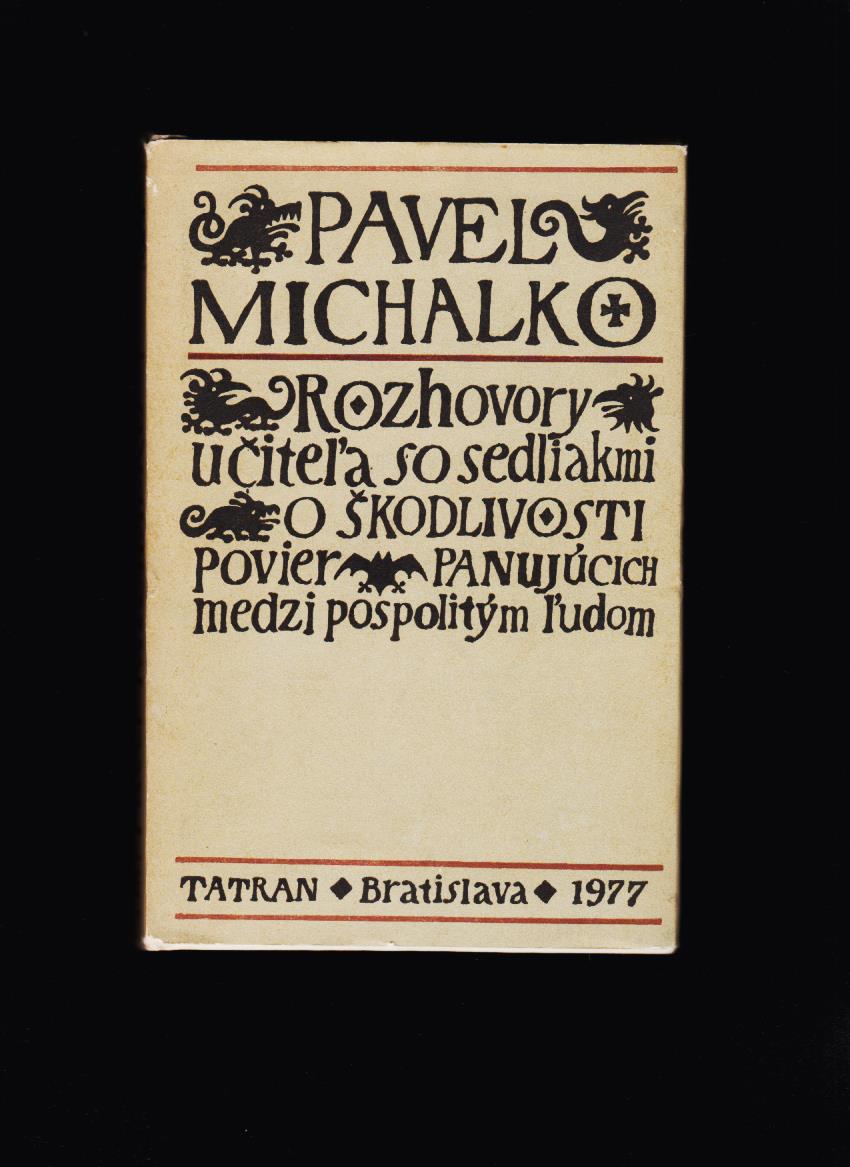 PAVEL
MICHALKO
Rozhovory
učiteľa so sedliakmi
O ŠKODLIVOSTI
povier PANUJÚCICH
medzi pospolitým ľudom
TATRAN ◆ Bratislava ◆ 1977